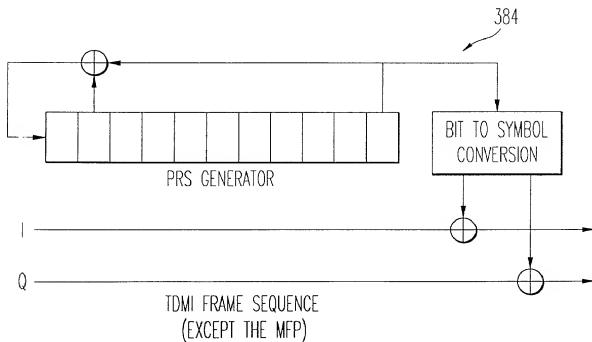 384
BIT TO SYMBOL
CONVERSION
PRS GENERATOR
I
Q
TDMI FRAME SEQUENCE
(EXCEPT THE MFP)